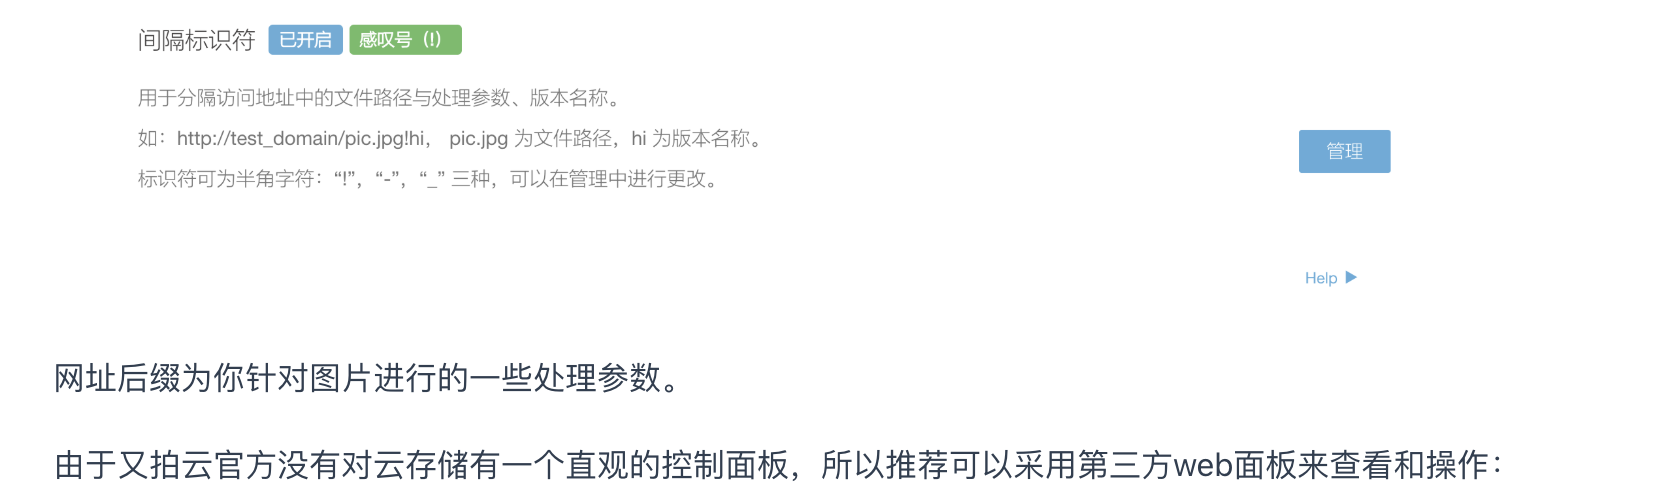 间隔标识符 已开启 感叹号（!）
用于分隔访问地址中的文件路径与处理参数、版本名称。
如：http://test_domain/pic.jpg!hi， pic.jpg 为文件路径，hi 为版本名称。
管理
标识符可为半角字符：“!”，“-”，“_” 三种，可以在管理中进行更改。
Help ▶
网址后缀为你针对图片进行的一些处理参数。
由于又拍云官方没有对云存储有一个直观的控制面板，所以推荐可以采用第三方web面板来查看和操作：